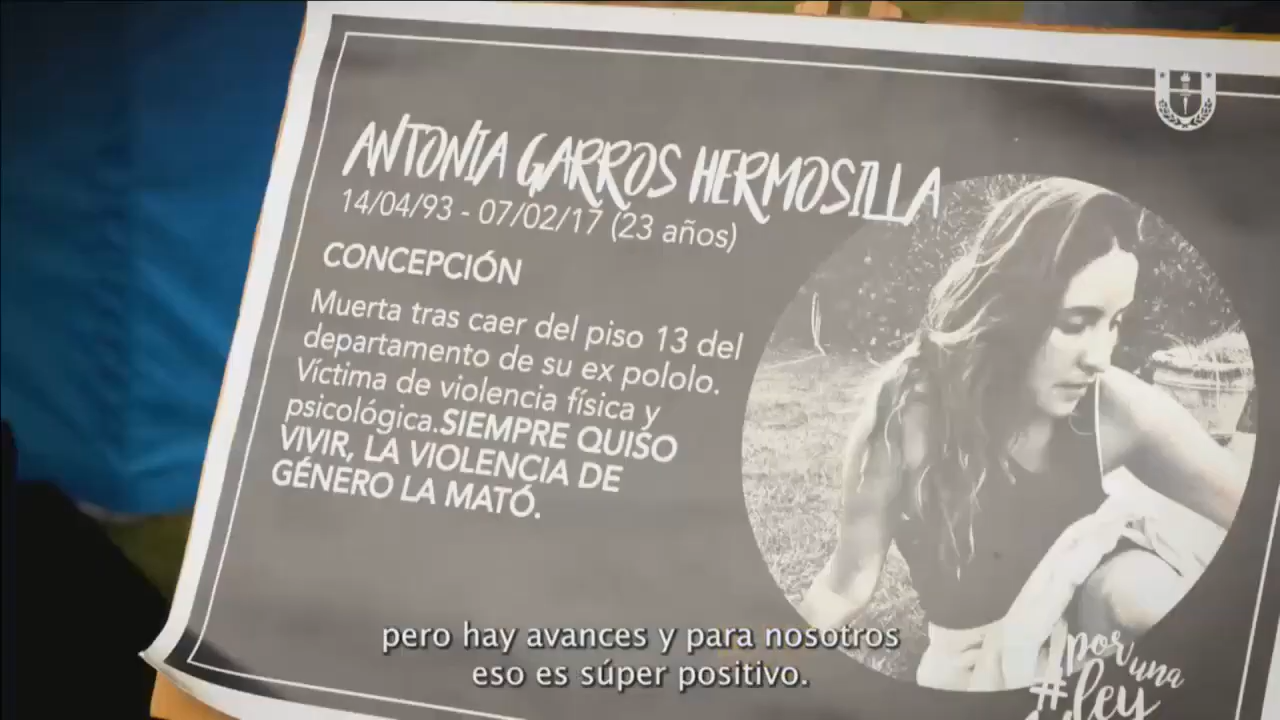 ANTONIA GARROS HERMOSILLA
14/04/93 - 07/02/17 (23 años)
CONCEPCIÓN
Muerta tras caer del piso 13 del
departamento de su ex pololo.
Víctima de violencia física y
psicológica.SIEMPRE QUISO
VIVIR, LA VIOLENCIA DE
GÉNERO LA MATÓ.
por una
#ley
pero hay avances y para nosotros
eso es súper positivo.